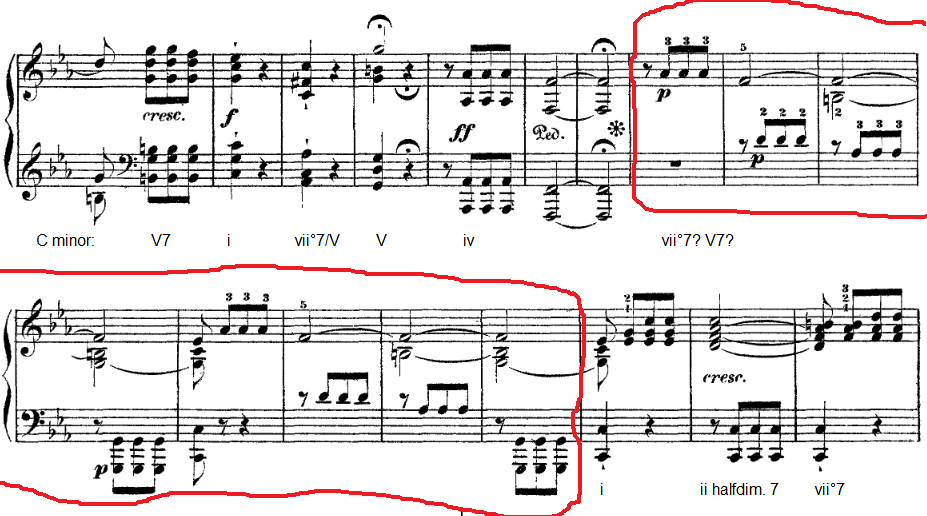 3 3 3 5
cresc. f ff Ped. p 2
2 2 2 3 3 3
p
C minor: V7 i vii°7/V V iv vii°7? V7?
3 3 3 5 2 1 3 2 4
cresc.
p
i ii halfdim. 7 vii°7